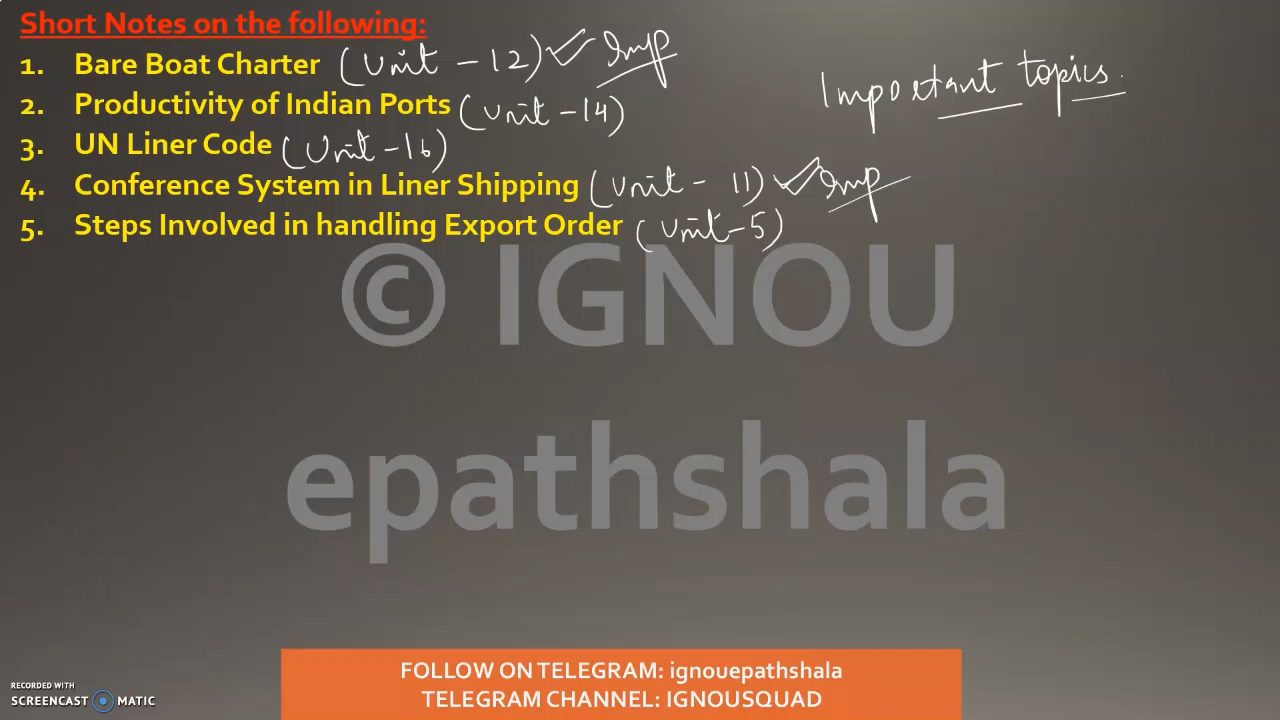 Short Notes on the following:
1. Bare Boat Charter (Unit - 12) ✓ Imp
Important topics.
2. Productivity of Indian Ports (Unit - 14)
3. UN Liner Code (Unit - 16)
4. Conference System in Liner Shipping (Unit - 11) ✓ Imp
5. Steps Involved in handling Export Order (Unit - 5)
© IGNOU
epathshala
FOLLOW ON TELEGRAM: ignouepathshala
TELEGRAM CHANNEL: IGNOUSQUAD
RECORDED WITH
SCREENCAST MATIC